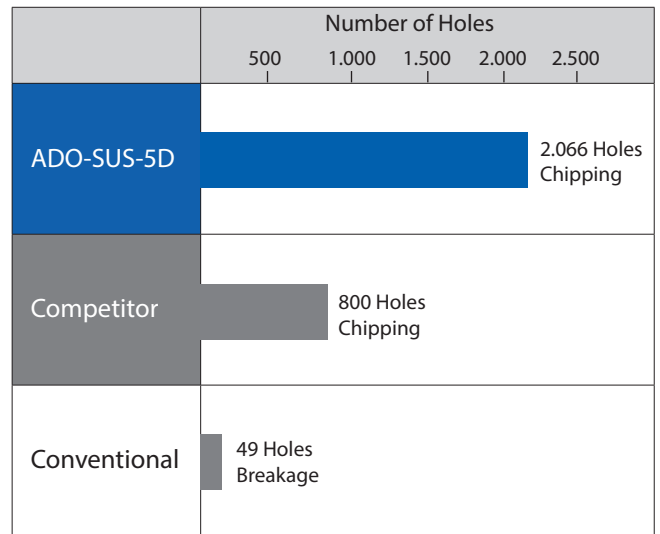 Number of Holes
500 1.000 1.500 2.000 2.500
ADO-SUS-5D
2.066 Holes
Chipping
Competitor
800 Holes
Chipping
Conventional
49 Holes
Breakage